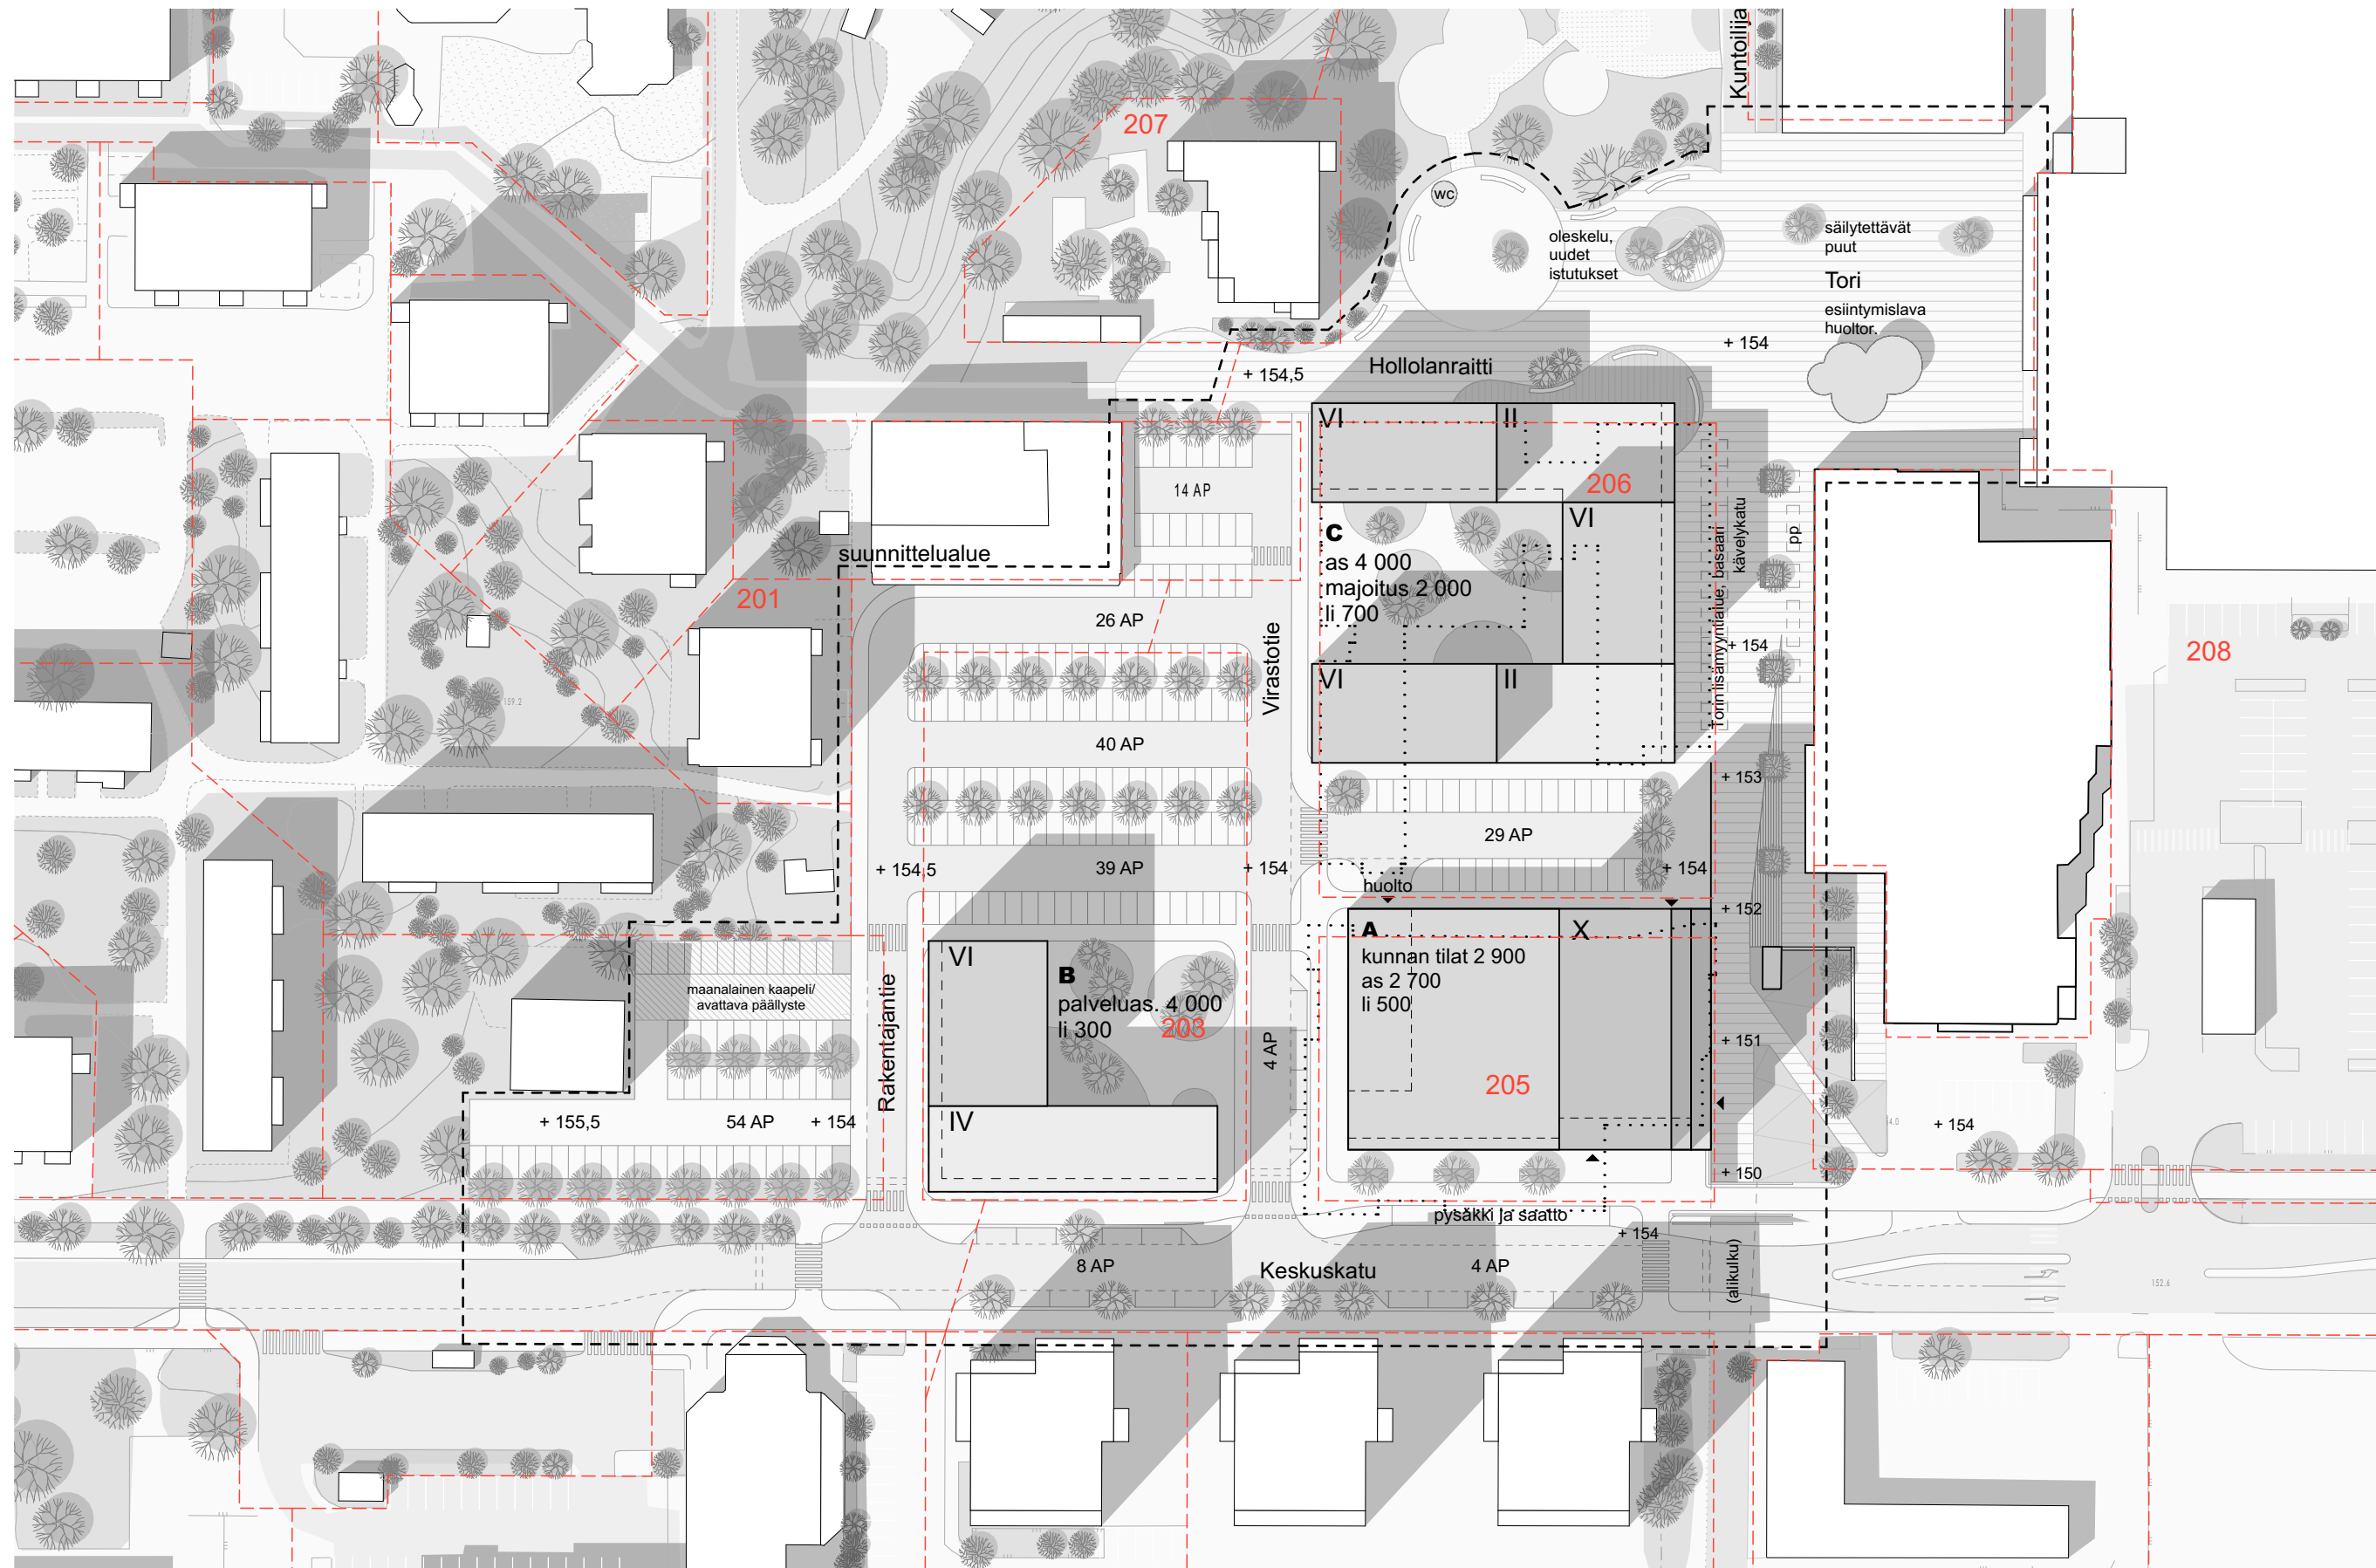 Kuntoilija
207
WC
oleskelu,
uudet
istutukset
säilytettävät
puut
Tori
esiintymislava
huoltor.
+ 154
Hollolanraitti
+ 154,5
VI
II
206
14 AP
VI
C
as 4 000
majoitus 2 000
li 700
Torin lisämyyntialue, basaari
kävelykatu
pp
suunnittelualue
201
26 AP
Virastotie
+ 154
208
VI
II
159.2
40 AP
+ 153
29 AP
+ 154,5
39 AP
+ 154
+ 154
huolto
+ 152
A
X
kunnan tilat 2 900
as 2 700
li 500
VI
B
palveluas. 4 000
li 300
203
maanalainen kaapeli/
avattava päällyste
Rakentajantie
4 AP
+ 151
205
+ 155,5
54 AP
+ 154
IV
+ 154
+ 150
pysäkki ja saatto
+ 154
8 AP
Keskuskatu
4 AP
(alikulku)
152.6